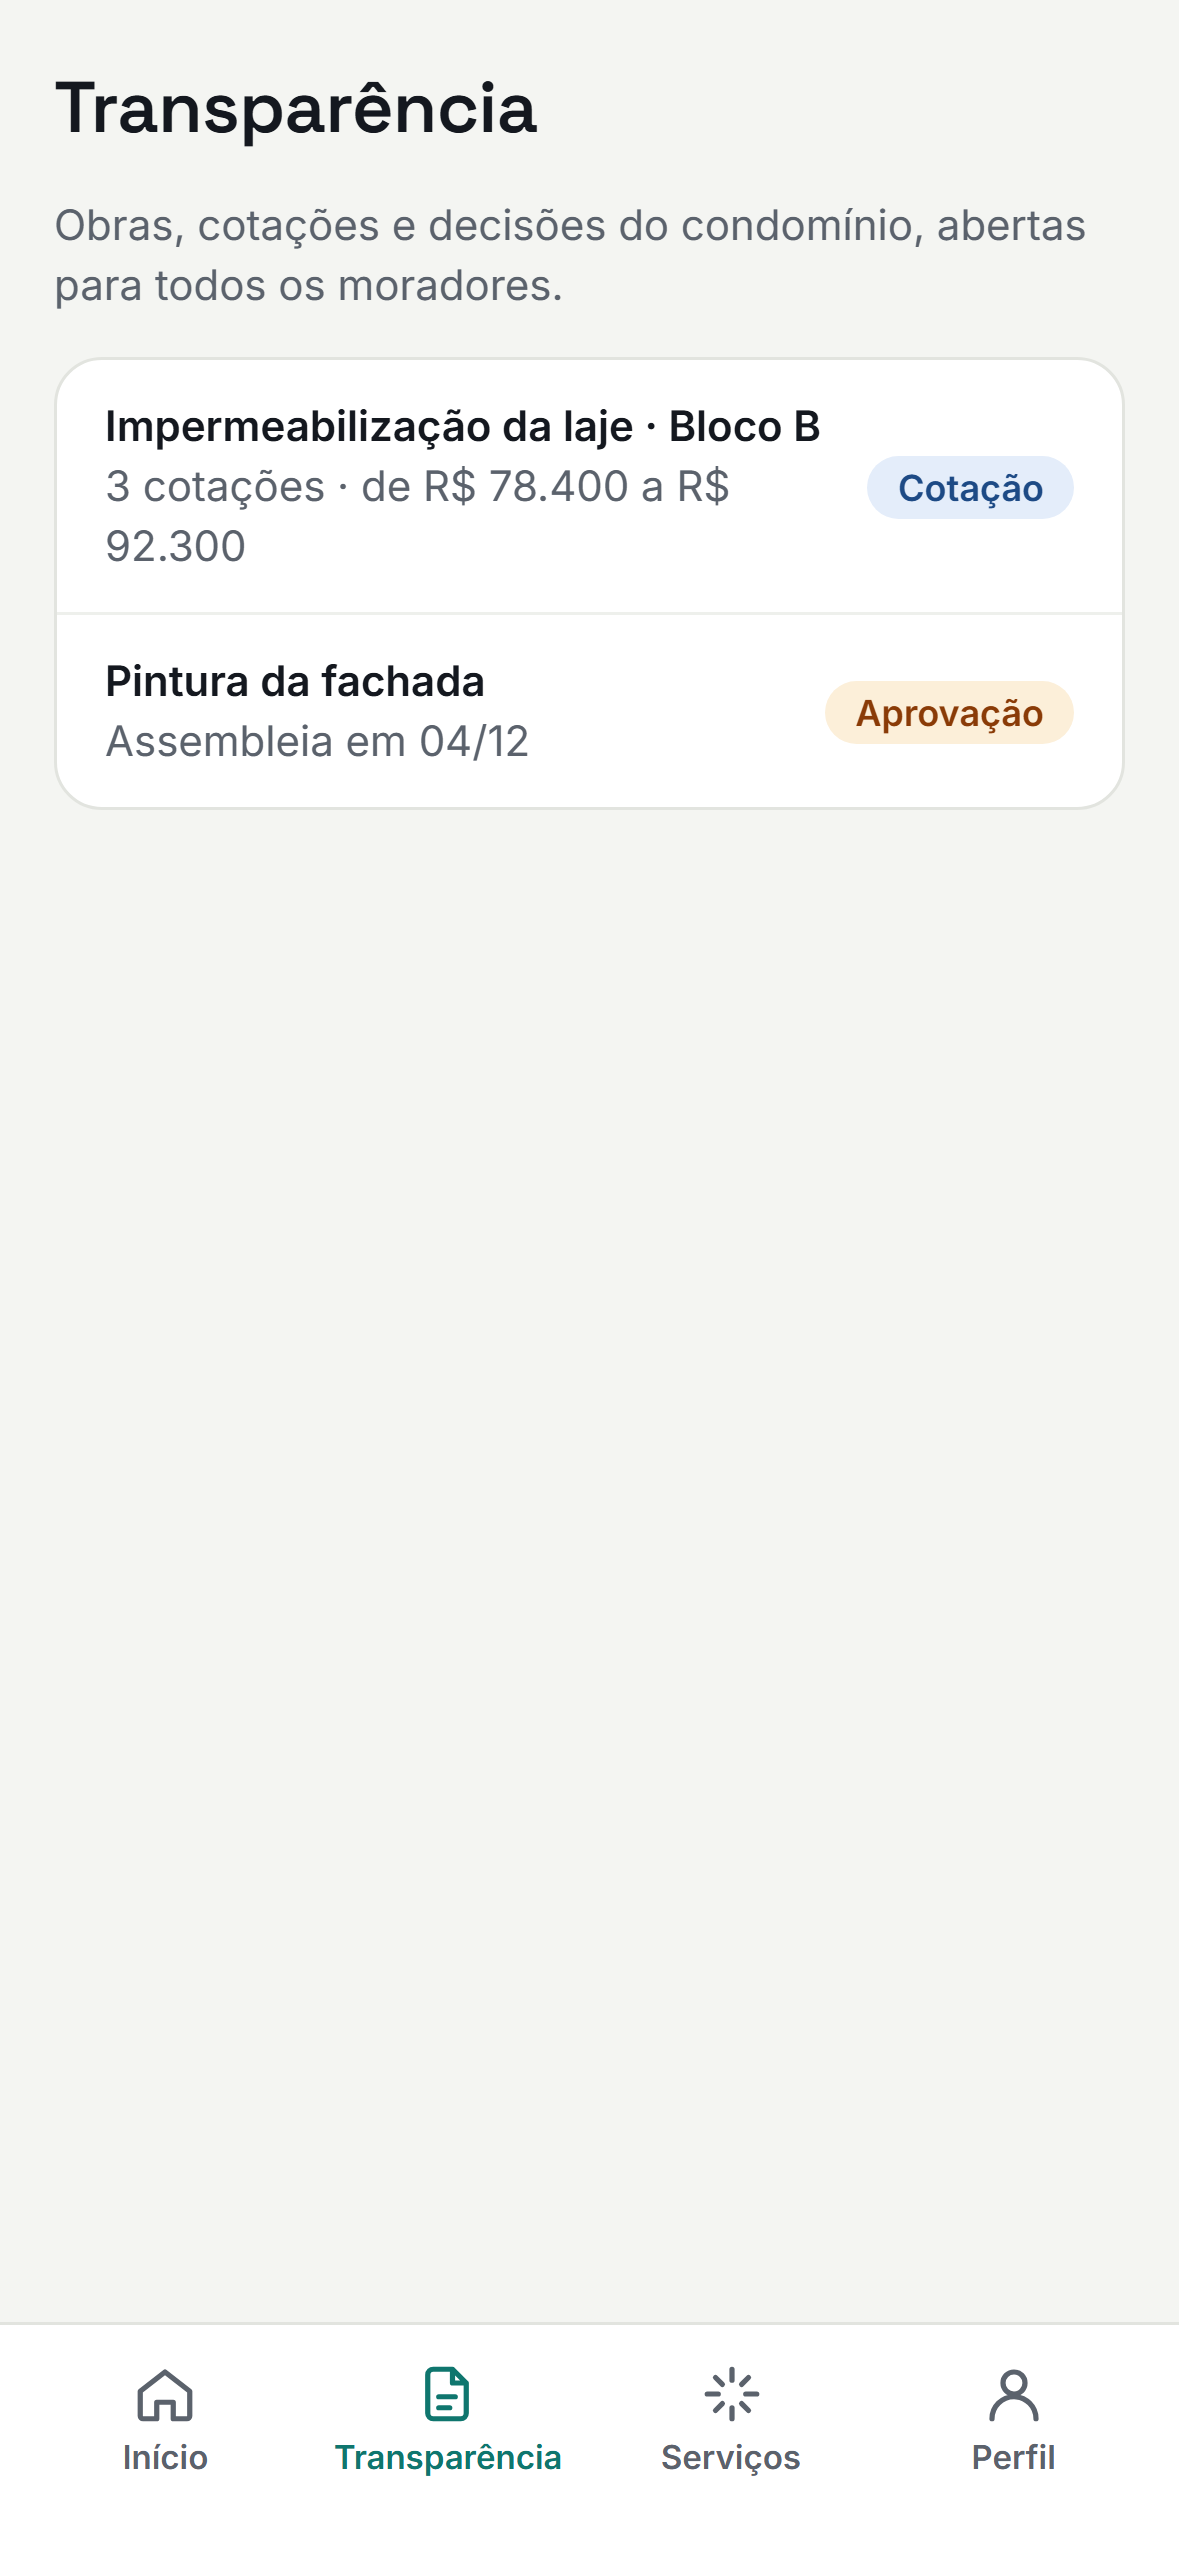 Transparência
Obras, cotações e decisões do condomínio, abertas
para todos os moradores.
Impermeabilização da laje · Bloco B
3 cotações · de R$ 78.400 a R$
92.300
Cotação
Pintura da fachada
Assembleia em 04/12
Aprovação
Início
Transparência
Serviços
Perfil